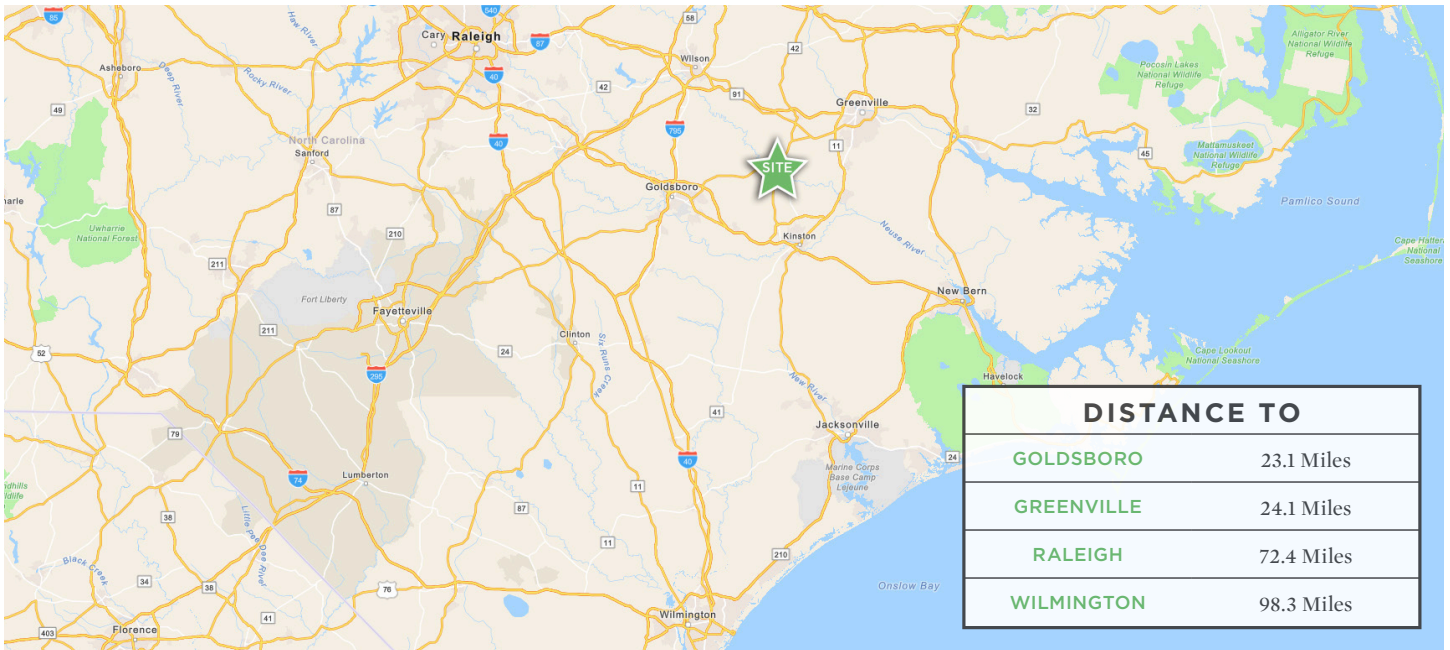 85
540
58
Cary
Raleigh
87
42
Haw River
Deep River
Rocky River
Asheboro
40
Wilson
91
42
Greenville
Alligator River
National Wildlife
Refuge
Pocosin Lakes
National Wildlife
Refuge
32
49
North Carolina
Sanford
40
795
11
45
Mattamuskeet
National Wildlife
Refuge
SITE
Goldsboro
Pamlico Sound
Uwharrie
National Forest
87
210
211
Kinston
Neuse River
Cape Hatteras
National
Seashore
Fort Liberty
Fayetteville
211
New Bern
52
24
Clinton
Six Runs Creek
295
New River
Cape Lookout
National Seashore
Havelock
79
41
Jacksonville
24
Marine Corps
Base Camp
Lejeune
40
Lumberton
74
11
87
38
38
Little Pee Dee River
11
210
Black Creek
34
76
Onslow Bay
41
403
Florence
Wilmington
DISTANCE TO
GOLDSBORO 23.1 Miles
GREENVILLE 24.1 Miles
RALEIGH 72.4 Miles
WILMINGTON 98.3 Miles